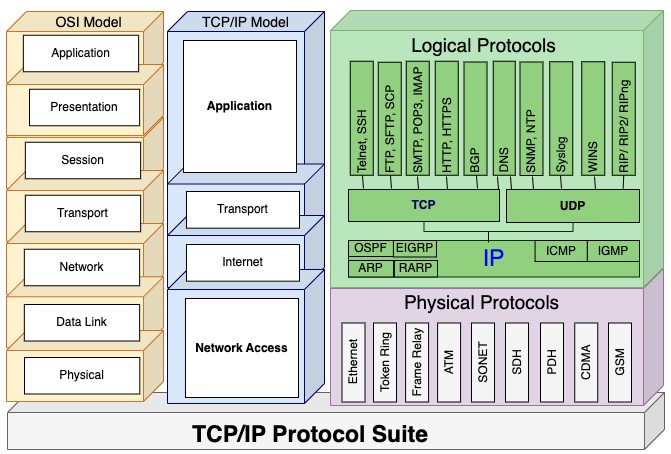 OSI Model
Application
Presentation
Session
Transport
Network
Data Link
Physical
TCP/IP Model
Application
Transport
Internet
Network Access
Logical Protocols
Telnet, SSH
FTP, SFTP, SCP
SMTP, POP3, IMAP
HTTP, HTTPS
BGP
DNS
SNMP, NTP
Syslog
WINS
RIP/ RIP2/ RIPng
TCP
UDP
OSPF
EIGRP
ARP
RARP
IP
ICMP
IGMP
Physical Protocols
Ethernet
Token Ring
Frame Relay
ATM
SONET
SDH
PDH
CDMA
GSM
TCP/IP Protocol Suite